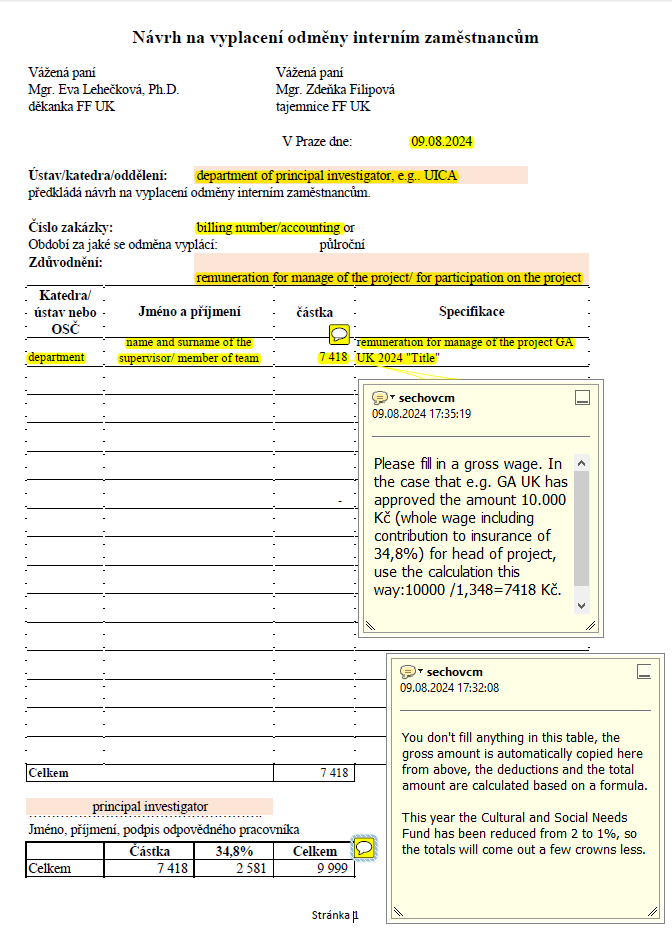 Návrh na vyplacení odměny interním zaměstnancům
Vážená paní
Mgr. Eva Lehečková, Ph.D.
děkanka FF UK
Vážená paní
Mgr. Zdeňka Filipová
tajemnice FF UK
V Praze dne: 09.08.2024
Ústav/katedra/oddělení: department of principal investigator, e.g.. UICA
předkládá návrh na vyplacení odměny interním zaměstnancům.
Číslo zakázky: billing number/accounting or
Období za jaké se odměna vyplácí: půlroční
Zdůvodnění:
remuneration for manage of the project/ for participation on the project
Katedra/
ústav nebo
OSČ
Jméno a příjmení
částka
Specifikace
department
name and surname of the
supervisor/ member of team
7 418
remuneration for manage of the project GA
UK 2024 "Title"
-
sechovcm
09.08.2024 17:35:19
Please fill in a gross wage. In
the case that e.g. GA UK has
approved the amount 10.000
Kč (whole wage including
contribution to insurance of
34,8%) for head of project,
use the calculation this
way:10000 /1,348=7418 Kč.
sechovcm
09.08.2024 17:32:08
You don't fill anything in this table, the
gross amount is automatically copied here
from above, the deductions and the total
amount are calculated based on a formula.
This year the Cultural and Social Needs
Fund has been reduced from 2 to 1%, so
the totals will come out a few crowns less.
Celkem 7 418
principal investigator
Jméno, příjmení, podpis odpovědného pracovníka
Částka 34,8% Celkem
Celkem 7 418 2 581 9 999
Stránka 1